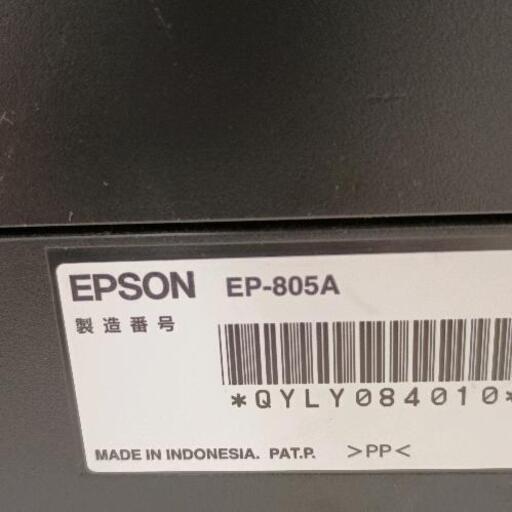 EPSON EP-805A
製造番号
*QYLY084010*
MADE IN INDONESIA. PAT.P. >PP<